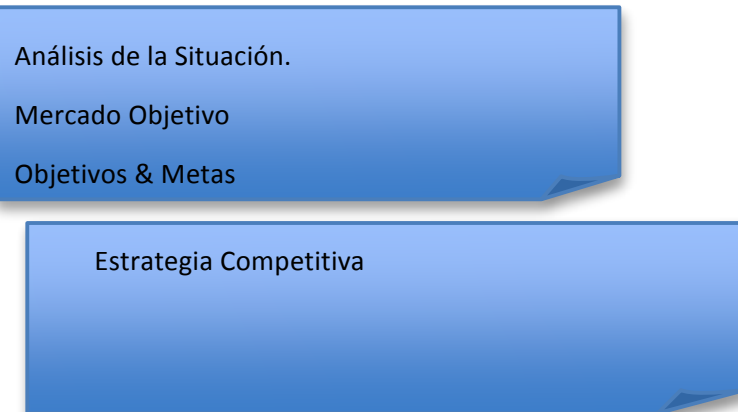 Análisis de la Situación.
Mercado Objetivo
Objetivos & Metas
Estrategia Competitiva